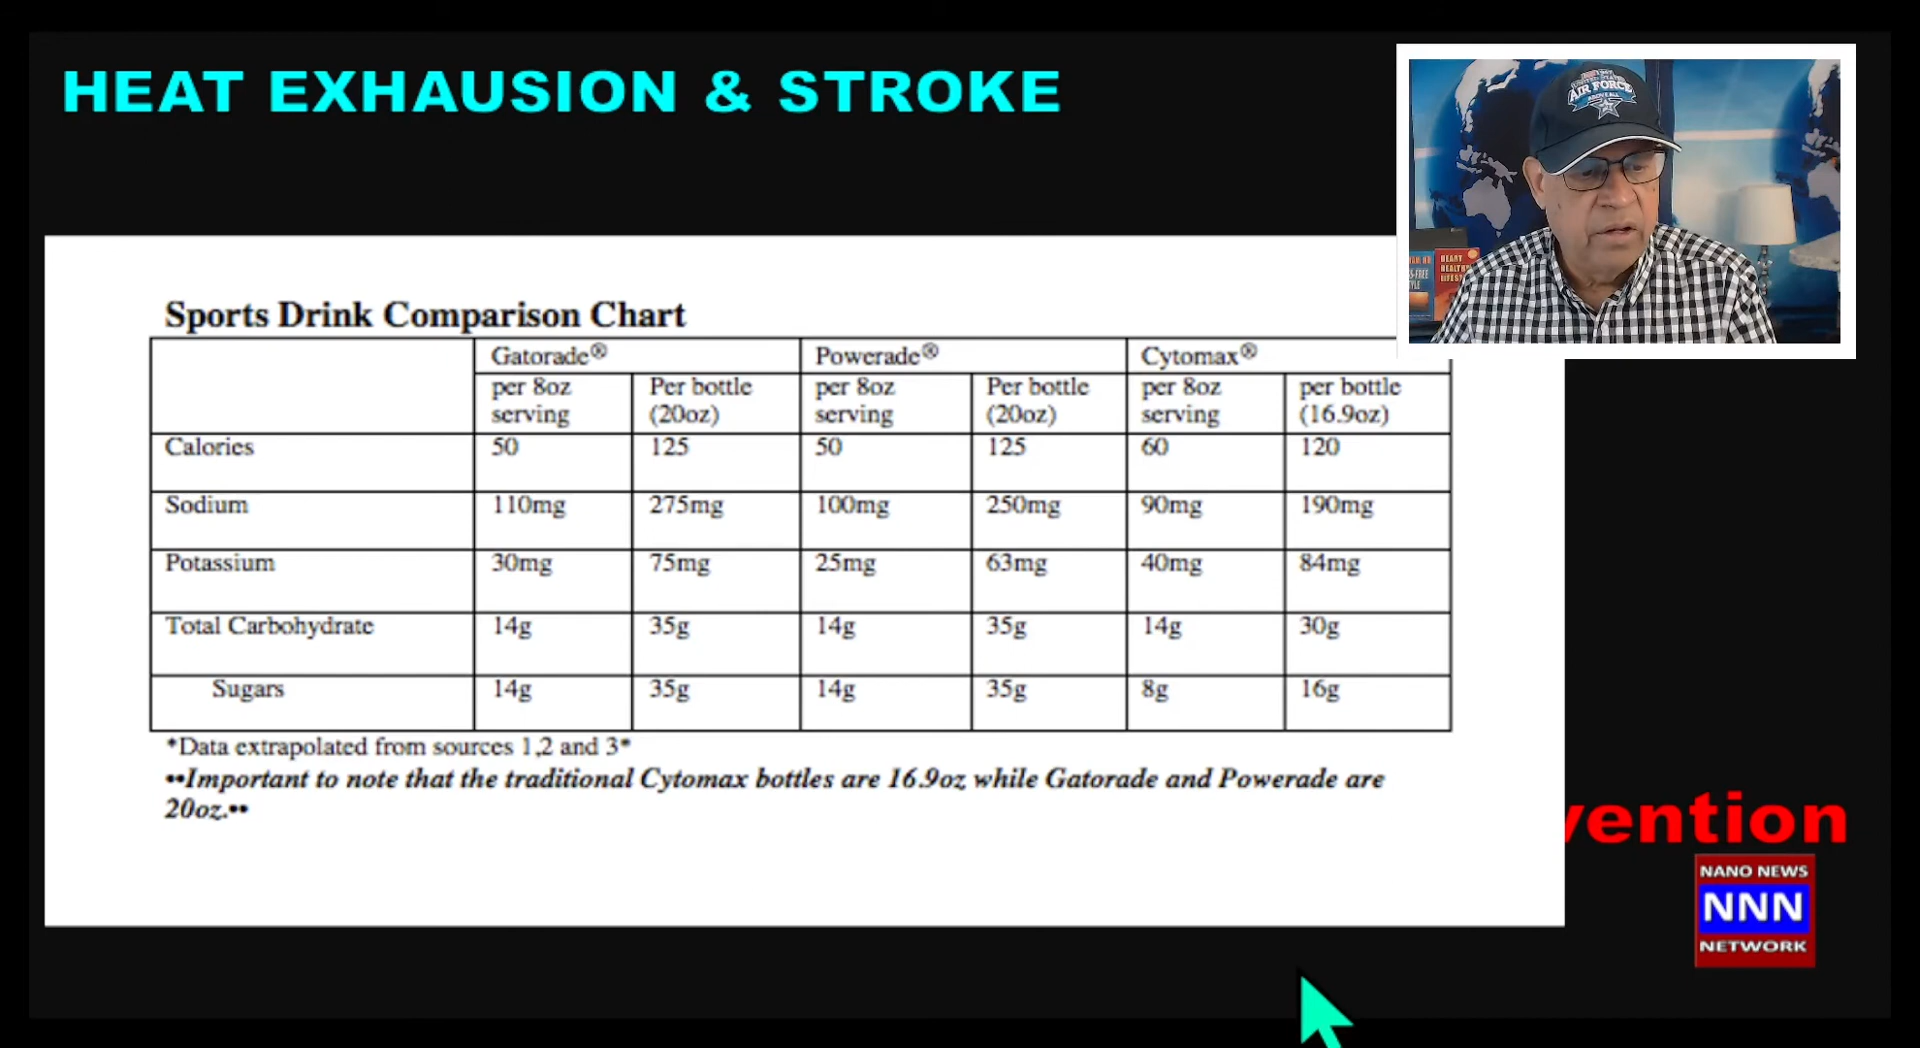 HEAT EXHAUSION & STROKE
AIR FORCE
Sports Drink Comparison Chart
Gatorade® Powerade® Cytomax®
per 8oz serving Per bottle (20oz) per 8oz serving Per bottle (20oz) per 8oz serving per bottle (16.9oz)
Calories 50 125 50 125 60 120
Sodium 110mg 275mg 100mg 250mg 90mg 190mg
Potassium 30mg 75mg 25mg 63mg 40mg 84mg
Total Carbohydrate 14g 35g 14g 35g 14g 30g
Sugars 14g 35g 14g 35g 8g 16g
*Data extrapolated from sources 1,2 and 3*
••Important to note that the traditional Cytomax bottles are 16.9oz while Gatorade and Powerade are
20oz.••
vention
NANO NEWS
NNN
NETWORK